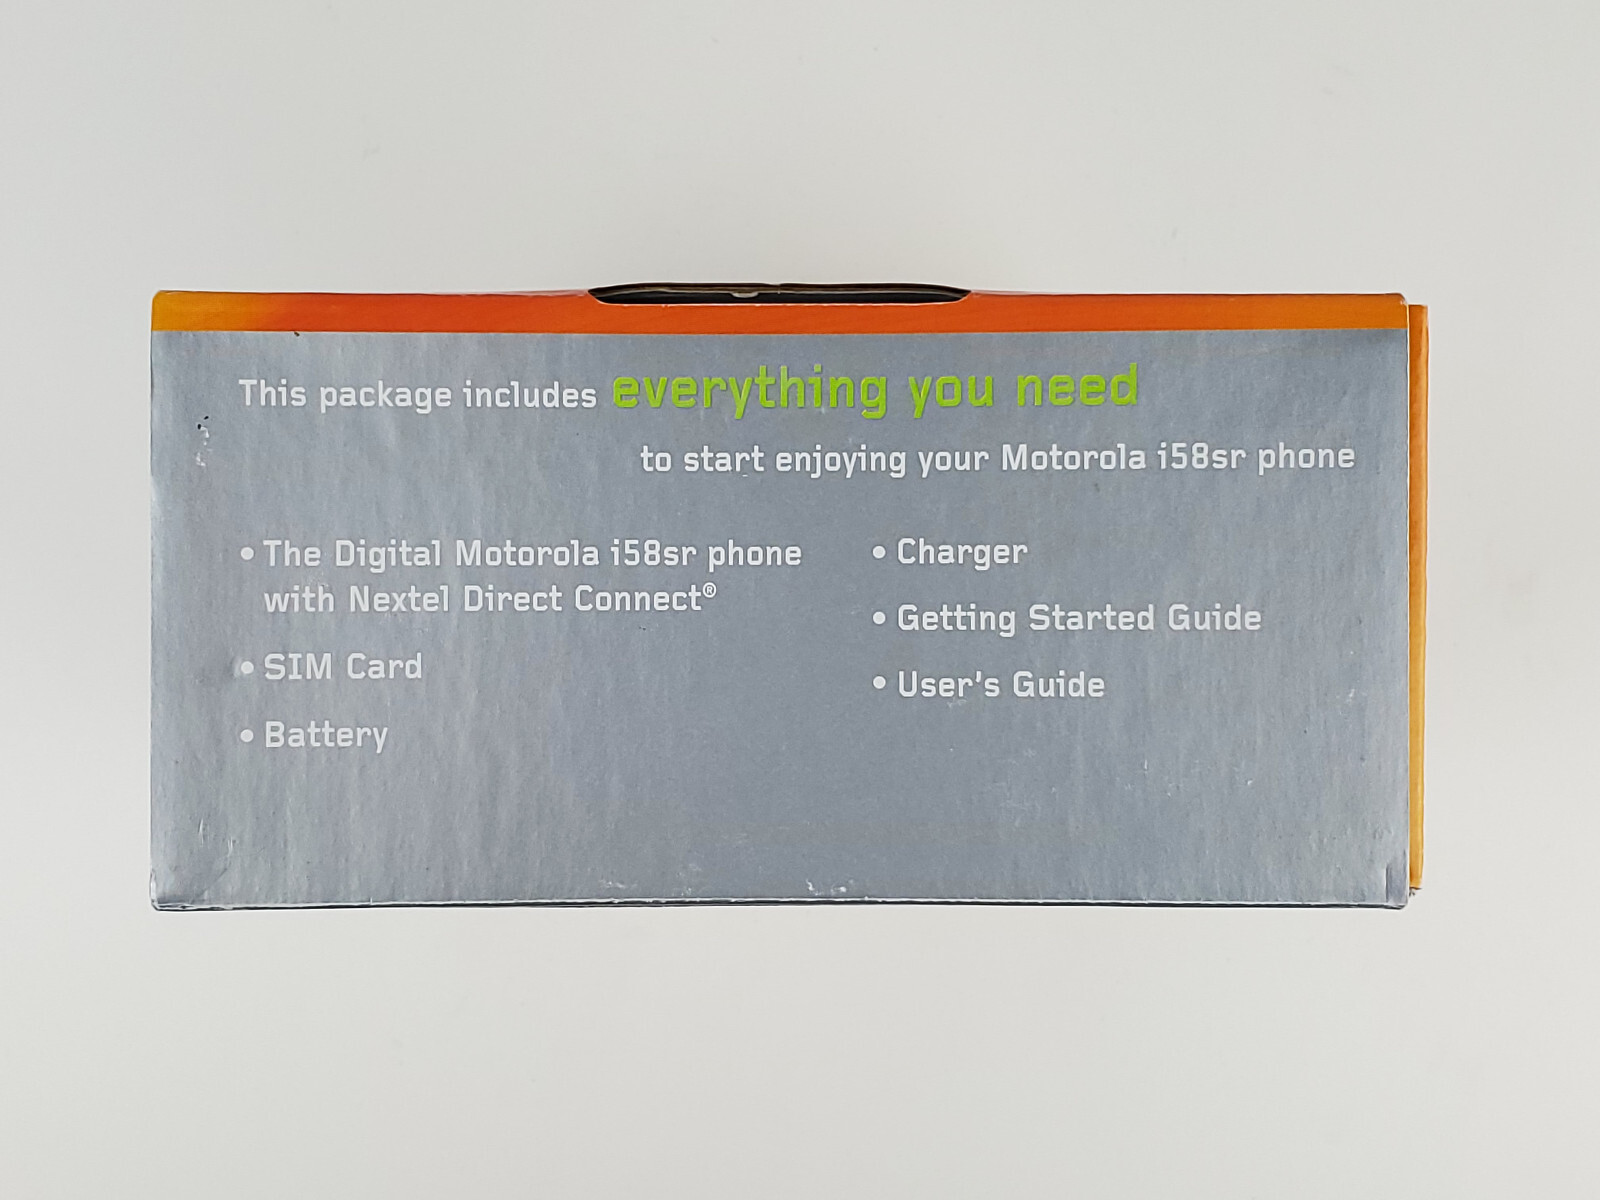 This package includes everything you need
to start enjoying your Motorola i58sr phone
• The Digital Motorola i58sr phone
with Nextel Direct Connect®
• SIM Card
• Battery
• Charger
• Getting Started Guide
• User's Guide